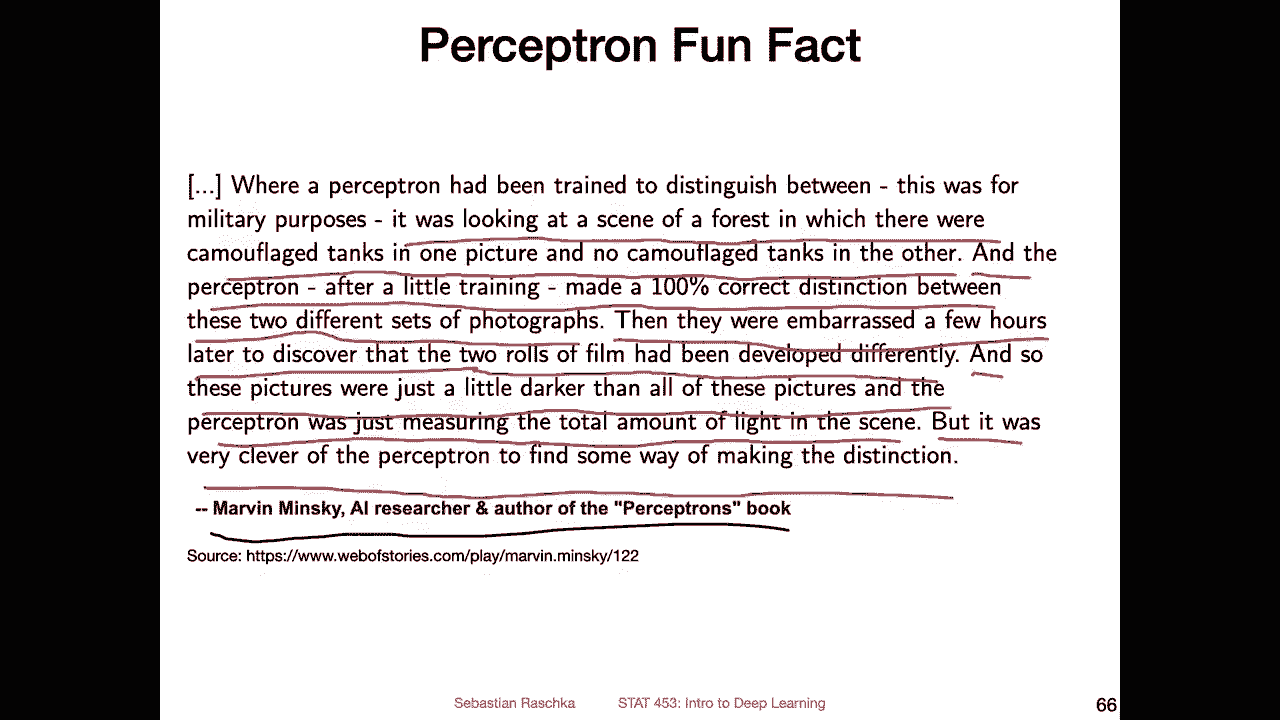 Perceptron Fun Fact
[...] Where a perceptron had been trained to distinguish between - this was for
military purposes - it was looking at a scene of a forest in which there were
camouflaged tanks in one picture and no camouflaged tanks in the other. And the
perceptron - after a little training - made a 100% correct distinction between
these two different sets of photographs. Then they were embarrassed a few hours
later to discover that the two rolls of film had been developed differently. And so
these pictures were just a little darker than all of these pictures and the
perceptron was just measuring the total amount of light in the scene. But it was
very clever of the perceptron to find some way of making the distinction.
-- Marvin Minsky, AI researcher & author of the "Perceptrons" book
Source: https://www.webofstories.com/play/marvin.minsky/122
Sebastian Raschka STAT 453: Intro to Deep Learning 66